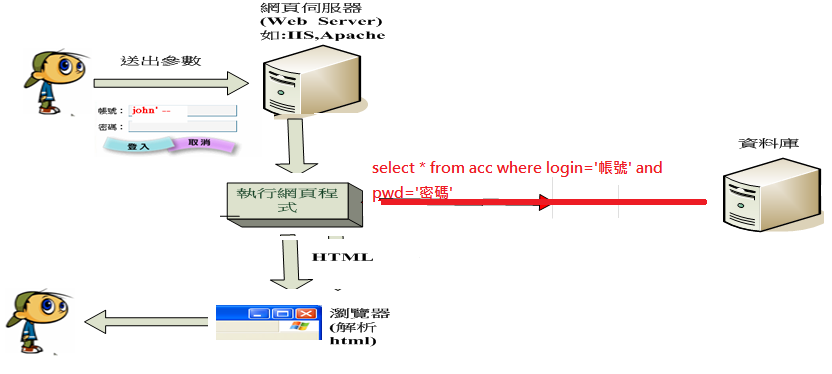 網頁伺服器
(Web Server)
如:IIS,Apache
送出參數
帳號： john' --
密碼：
登入 取消
資料庫
select * from acc where login='帳號' and
pwd='密碼'
執行網頁程
式
HTML
瀏覽器
(解析
html)